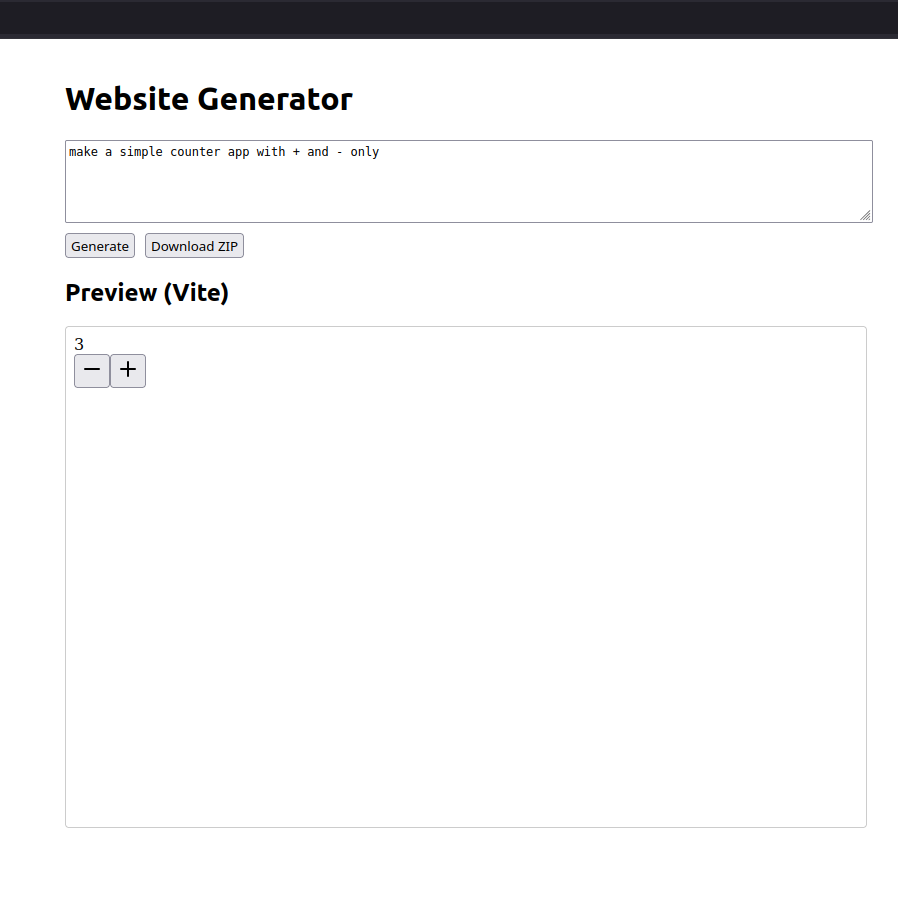 Website Generator
make a simple counter app with + and - only
Generate Download ZIP
Preview (Vite)
3
− +